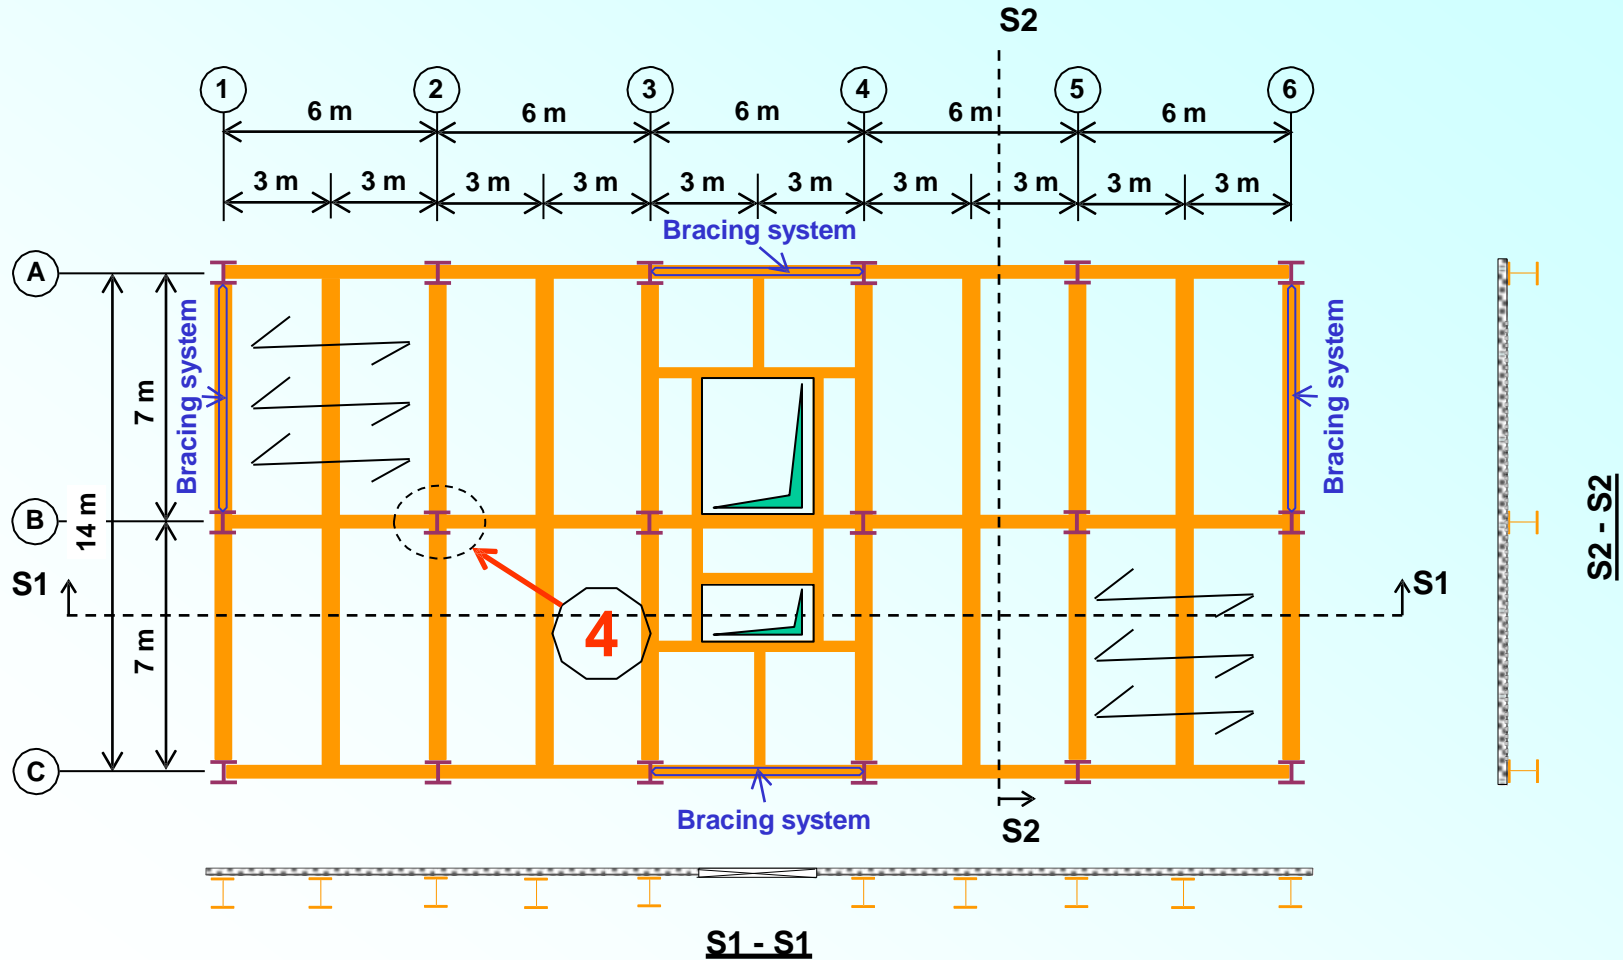 S2
1 2 3 4 5 6
6 m 6 m 6 m 6 m 6 m
3 m 3 m 3 m 3 m 3 m 3 m 3 m 3 m 3 m 3 m
Bracing system
A
Bracing system
Bracing system
7 m
14 m
B
S2 - S2
S1
S1
4
7 m
C
Bracing system
S2
S1 - S1